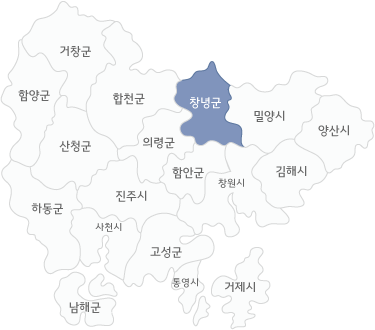 거창군
함양군
합천군
창녕군
밀양시
양산시
산청군
의령군
함안군
김해시
창원시
진주시
하동군
사천시
고성군
통영시
거제시
남해군